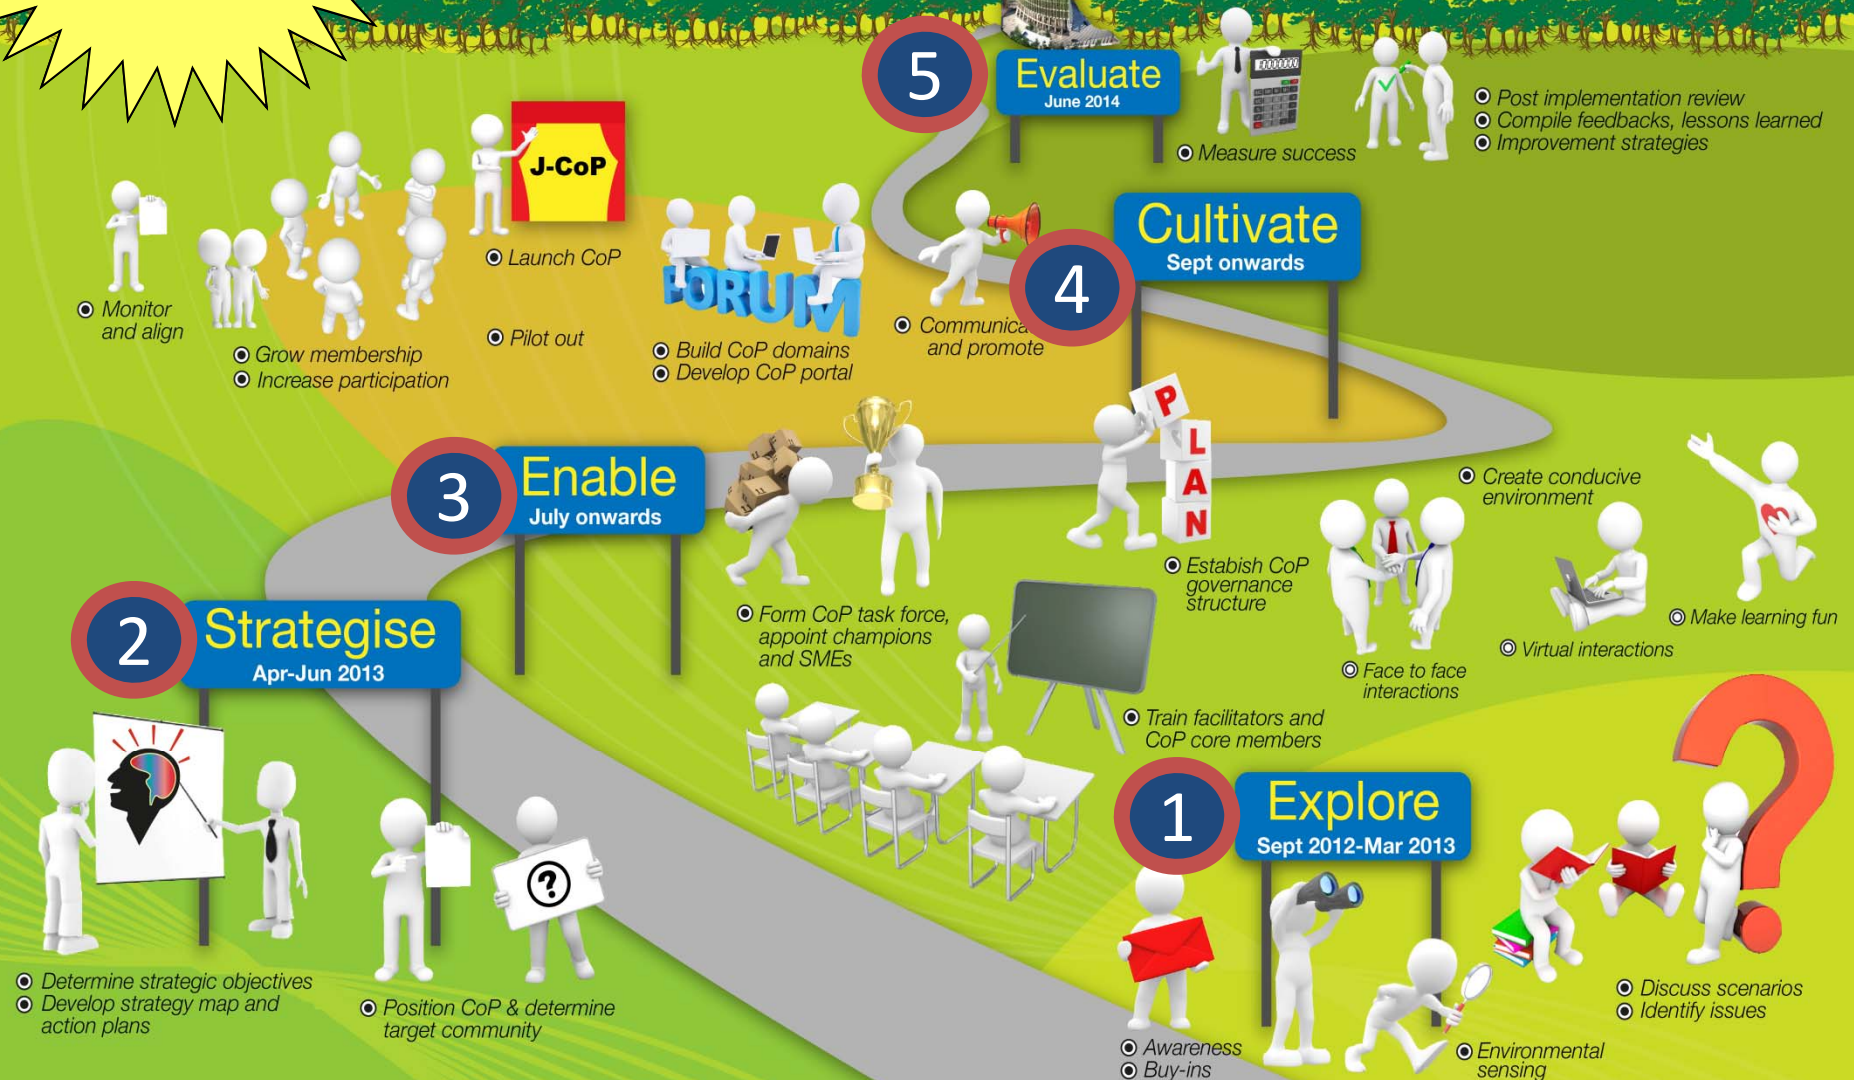 5
Evaluate
June 2014
Measure success
Post implementation review
Compile feedbacks, lessons learned
Improvement strategies
J-CoP
Launch CoP
Pilot out
Monitor
and align
Grow membership
Increase participation
FORUM
Build CoP domains
Develop CoP portal
Communica
and promote
4
Cultivate
Sept onwards
3
Enable
July onwards
Form CoP task force,
appoint champions
and SMEs
P
L
A
N
Estabish CoP
governance
structure
Create conducive
environment
Face to face
interactions
Virtual interactions
Make learning fun
Train facilitators and
CoP core members
2
Strategise
Apr-Jun 2013
Determine strategic objectives
Develop strategy map and
action plans
?
Position CoP & determine
target community
1
Explore
Sept 2012-Mar 2013
Awareness
Buy-ins
Environmental
sensing
?
Discuss scenarios
Identify issues